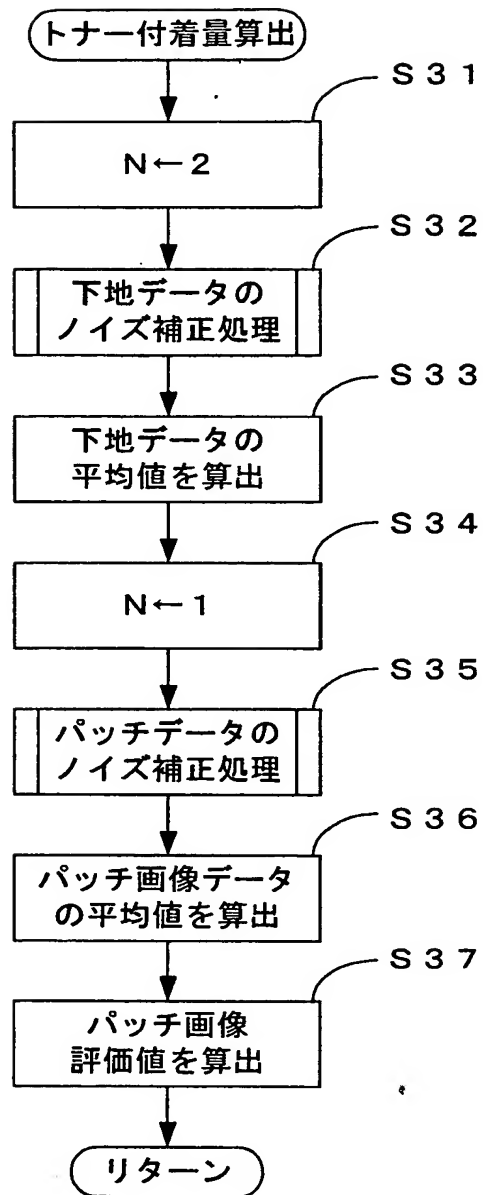 トナー付着量算出
S31
N←2
S32
下地データの
ノイズ補正処理
S33
下地データの
平均値を算出
S34
N←1
S35
パッチデータの
ノイズ補正処理
S36
パッチ画像データ
の平均値を算出
S37
パッチ画像
評価値を算出
リターン